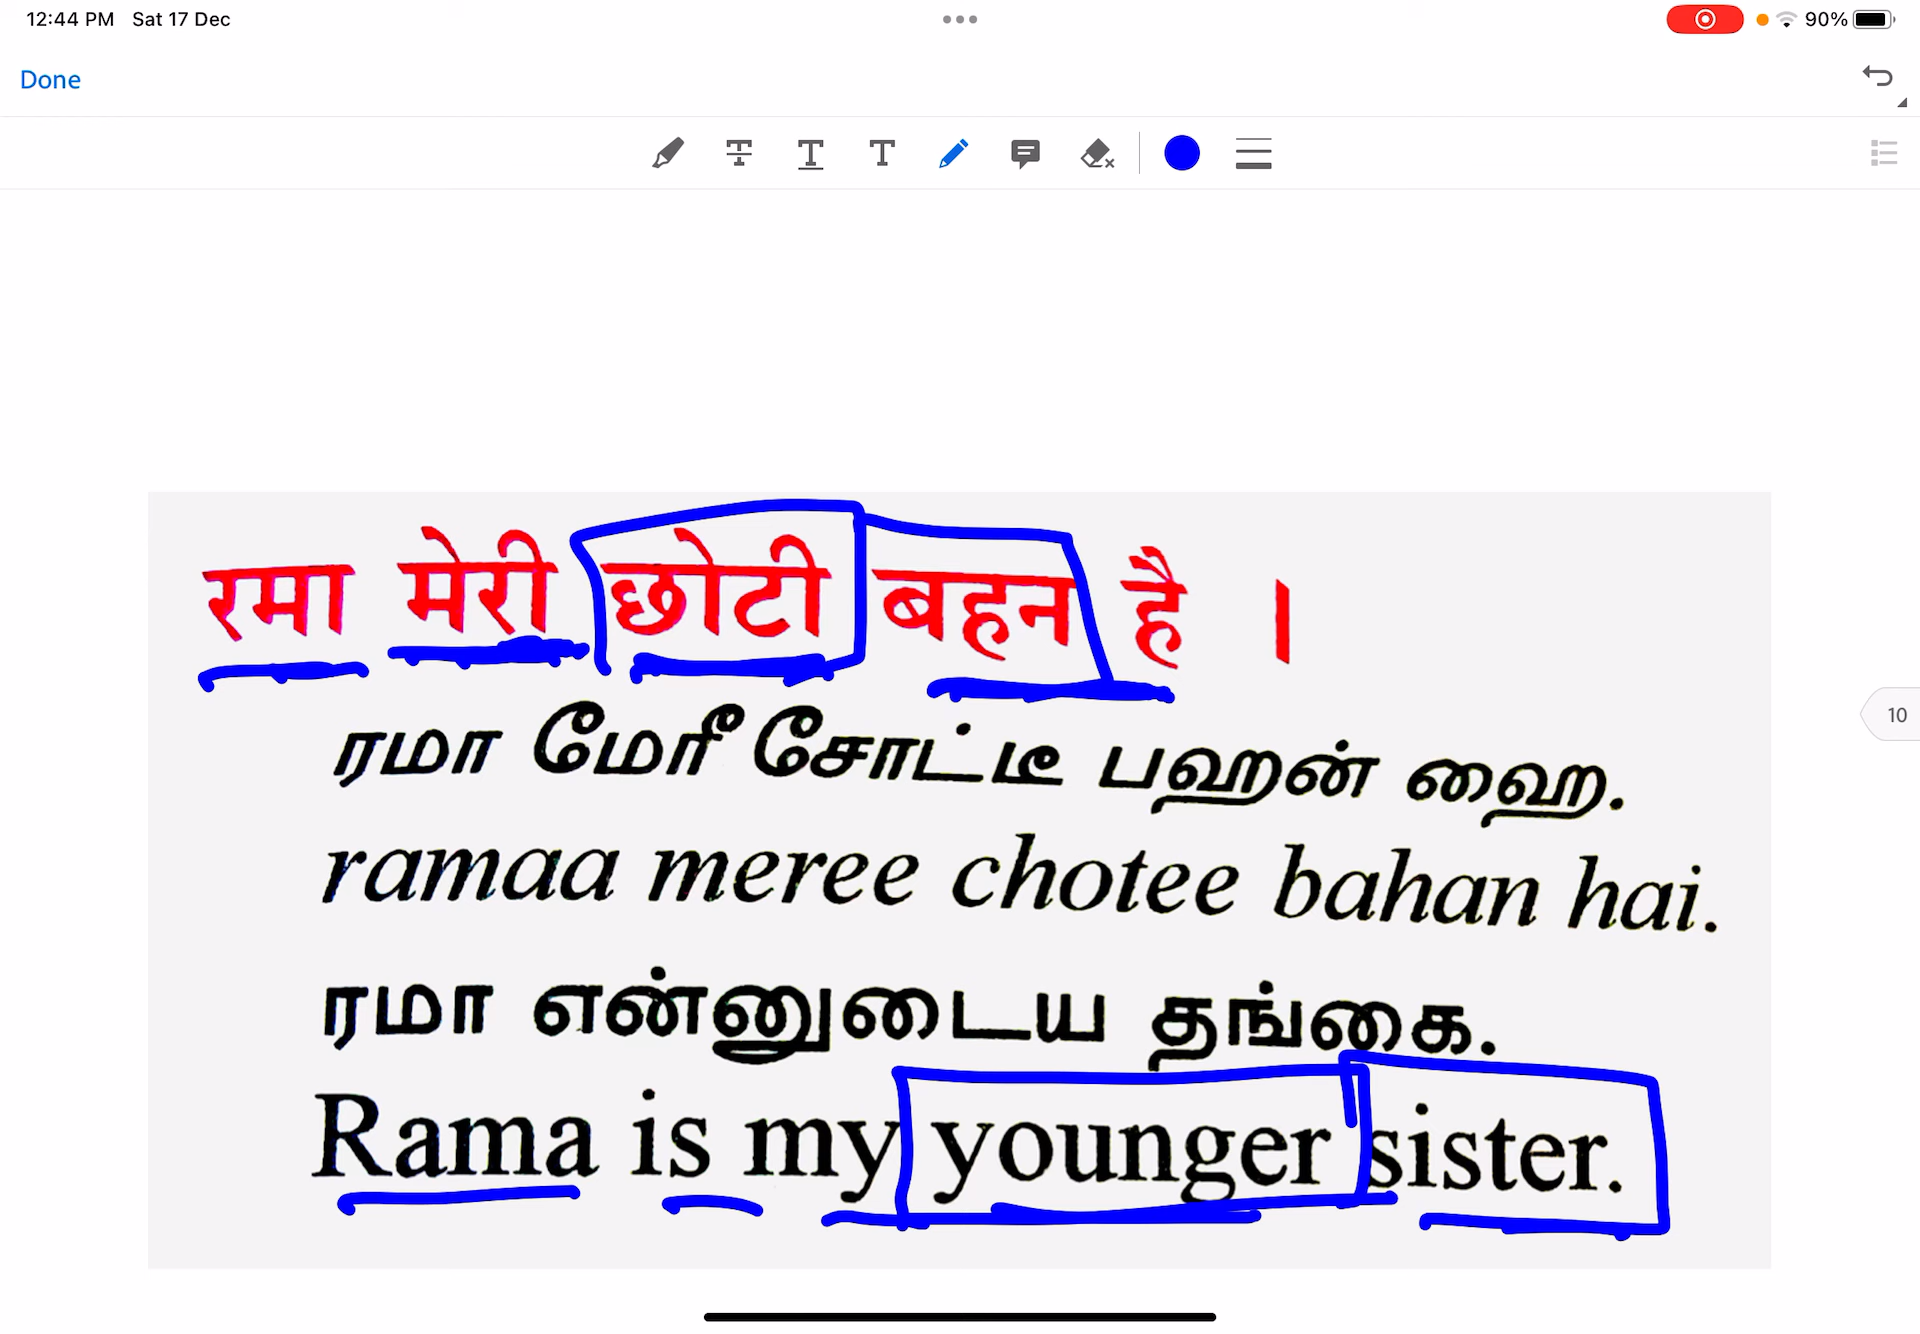 12:44 PM Sat 17 Dec
90%
Done
रमा मेरी छोटी बहन है ।
ரமா மேரீ சோட்டீ பஹன் ஹை.
ramaa meree chotee bahan hai.
ரமா என்னுடைய தங்கை.
Rama is my younger sister.
10